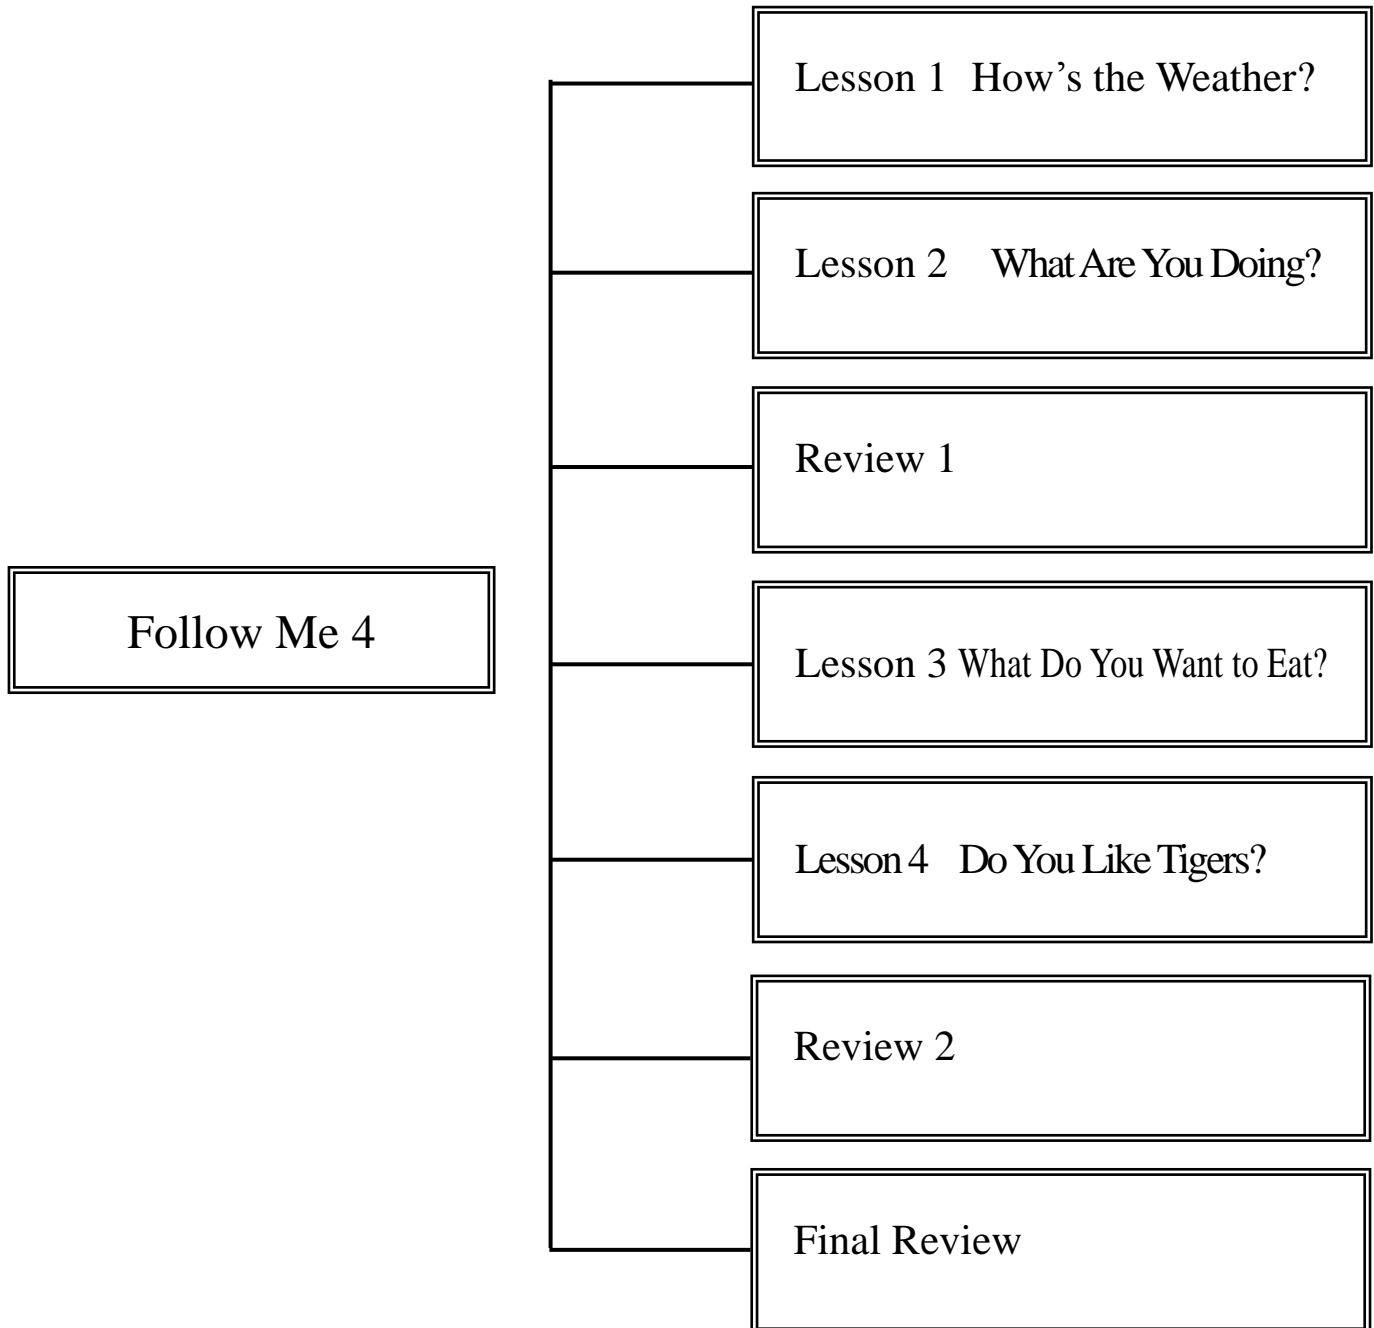 Lesson 1 How’s the Weather?
Lesson 2 What Are You Doing?
Review 1
Follow Me 4
Lesson 3 What Do You Want to Eat?
Lesson 4 Do You Like Tigers?
Review 2
Final Review